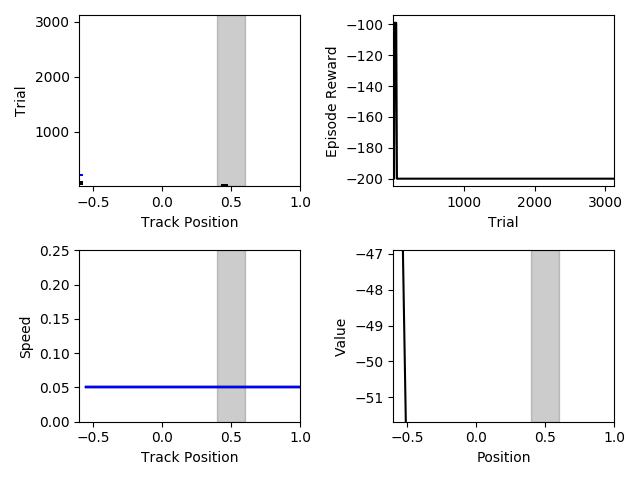 3000
2000
1000
Trial
−0.5 0.0 0.5 1.0
Track Position
−100
−120
−140
−160
−180
−200
Episode Reward
1000 2000 3000
Trial
0.25
0.20
0.15
0.10
0.05
0.00
Speed
−0.5 0.0 0.5 1.0
Track Position
−47
−48
−49
−50
−51
Value
−0.5 0.0 0.5 1.0
Position